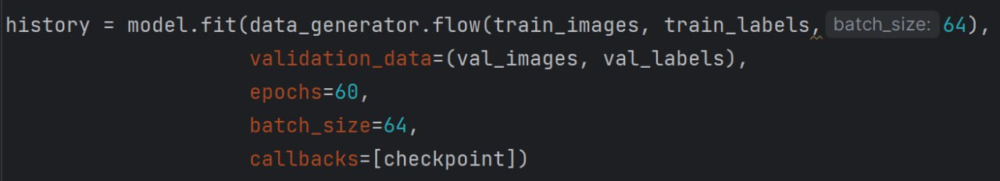 history = model.fit(data_generator.flow(train_images, train_labels, batch_size: 64),
validation_data=(val_images, val_labels),
epochs=60,
batch_size=64,
callbacks=[checkpoint])